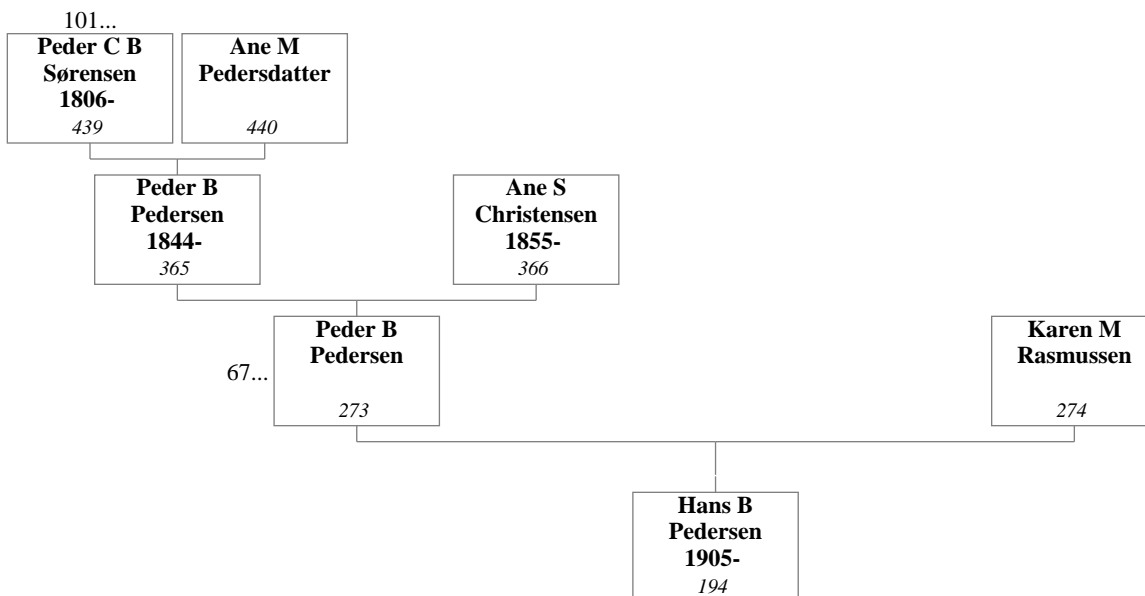 101...
Peder C B
Sørensen
1806-
439
Ane M
Pedersdatter
440
Peder B
Pedersen
1844-
365
Ane S
Christensen
1855-
366
67...
Peder B
Pedersen
273
Karen M
Rasmussen
274
Hans B
Pedersen
1905-
194